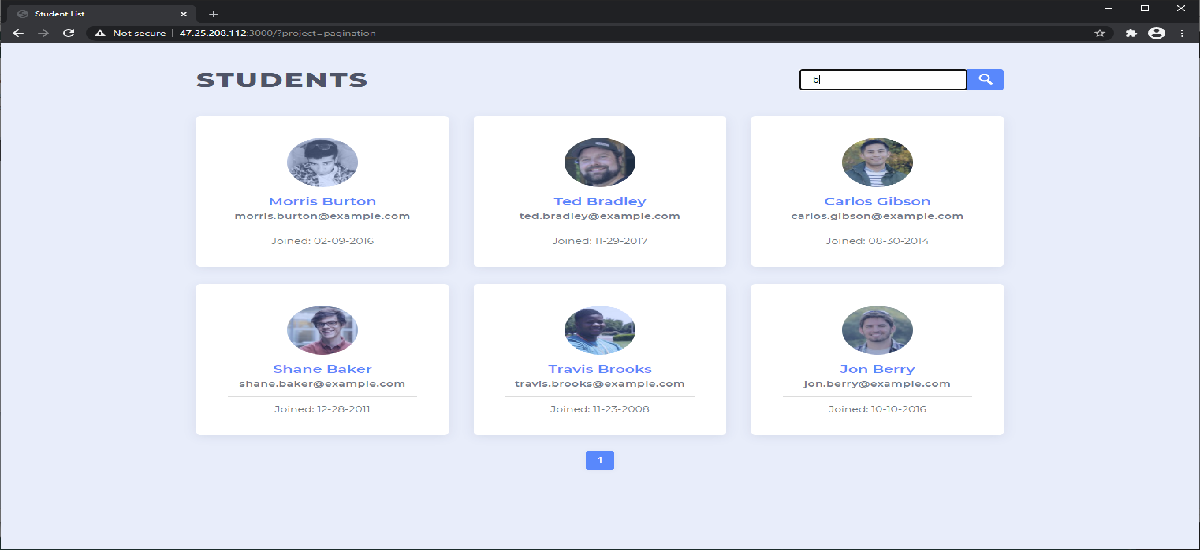 Student List
Not secure | 47.25.208.112:3000/?project=pagination
STUDENTS
Morris Burton
morris.burton@example.com
Joined: 02-09-2016
Ted Bradley
ted.bradley@example.com
Joined: 11-29-2017
Carlos Gibson
carlos.gibson@example.com
Joined: 08-30-2014
Shane Baker
shane.baker@example.com
Joined: 12-28-2011
Travis Brooks
travis.brooks@example.com
Joined: 11-23-2008
Jon Berry
jon.berry@example.com
Joined: 10-10-2016
1